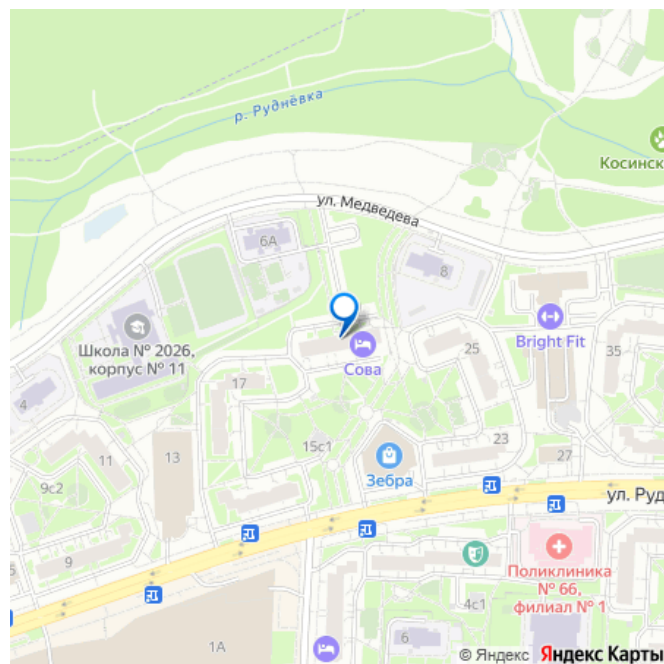 р. Руднёвка
Косинск
ул. Медведева
6А
8
Школа № 2026,
корпус № 11
Bright Fit
25
35
Сова
17
4
15с1
23
11
13
27
Зебра
9с2
ул. Руд
9
Поликлиника
№ 66,
филиал № 1
4с1
6
1А
© Яндекс Яндекс Карты